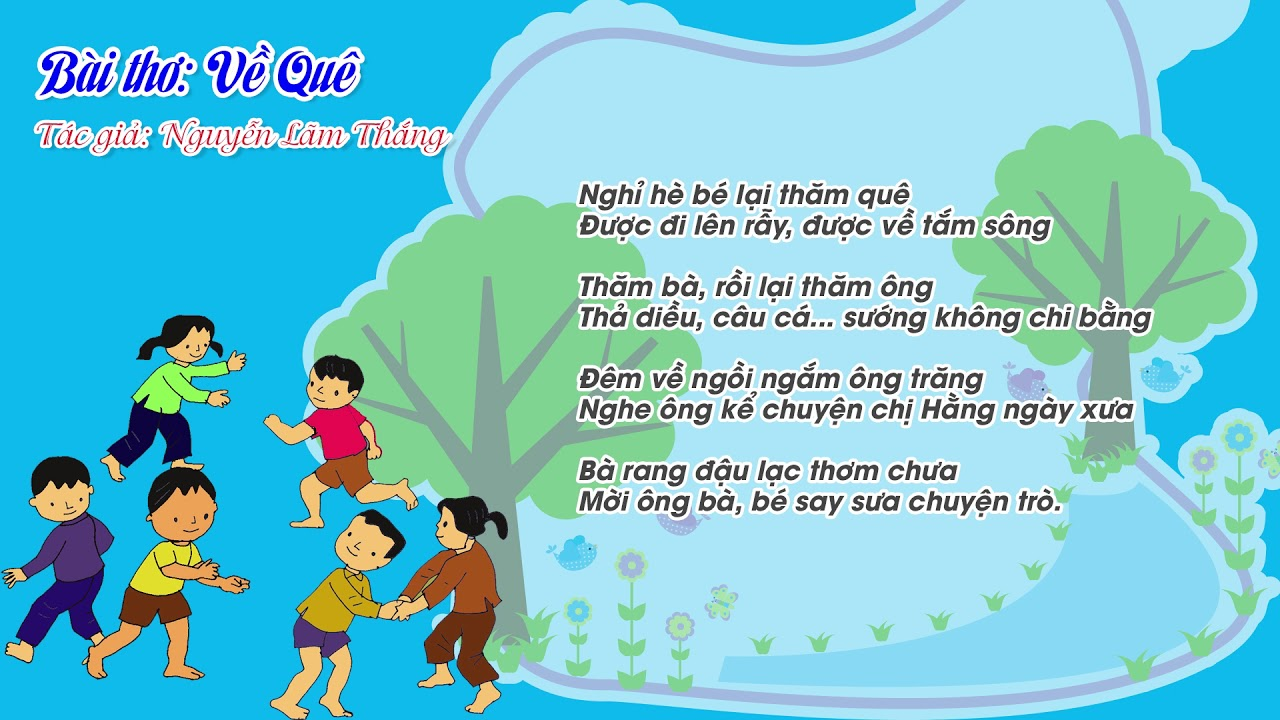 Bài thơ: Về Quê
Tác giả: Nguyễn Lãm Thắng
Nghỉ hè bé lại thăm quê
Được đi lên rẫy, được về tắm sông
Thăm bà, rồi lại thăm ông
Thả diều, câu cá... sướng không chi bằng
Đêm về ngồi ngắm ông trăng
Nghe ông kể chuyện chị Hằng ngày xưa
Bà rang đậu lạc thơm chưa
Mời ông bà, bé say sưa chuyện trò.